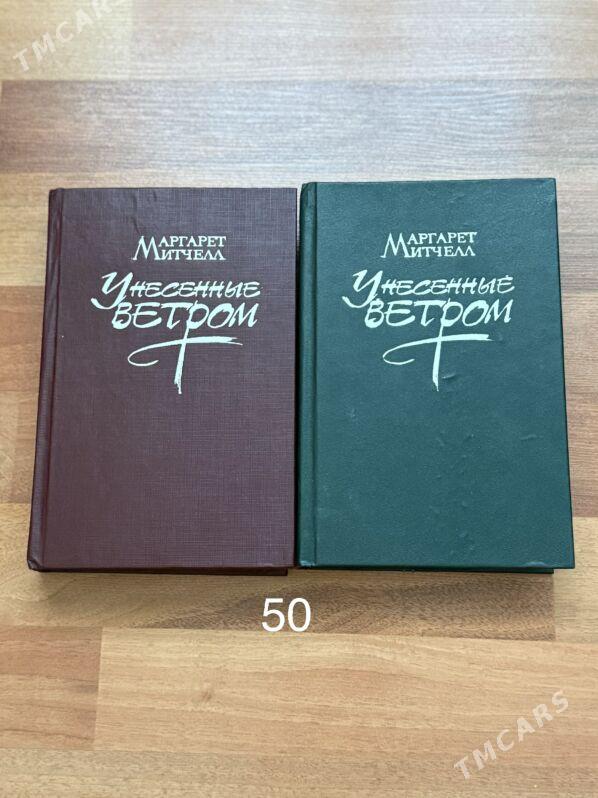 TMCARS
Маргарет
Митчелл
Унесенные
ветром
Маргарет
Митчелл
Унесенные
ветром
50
TMCARS